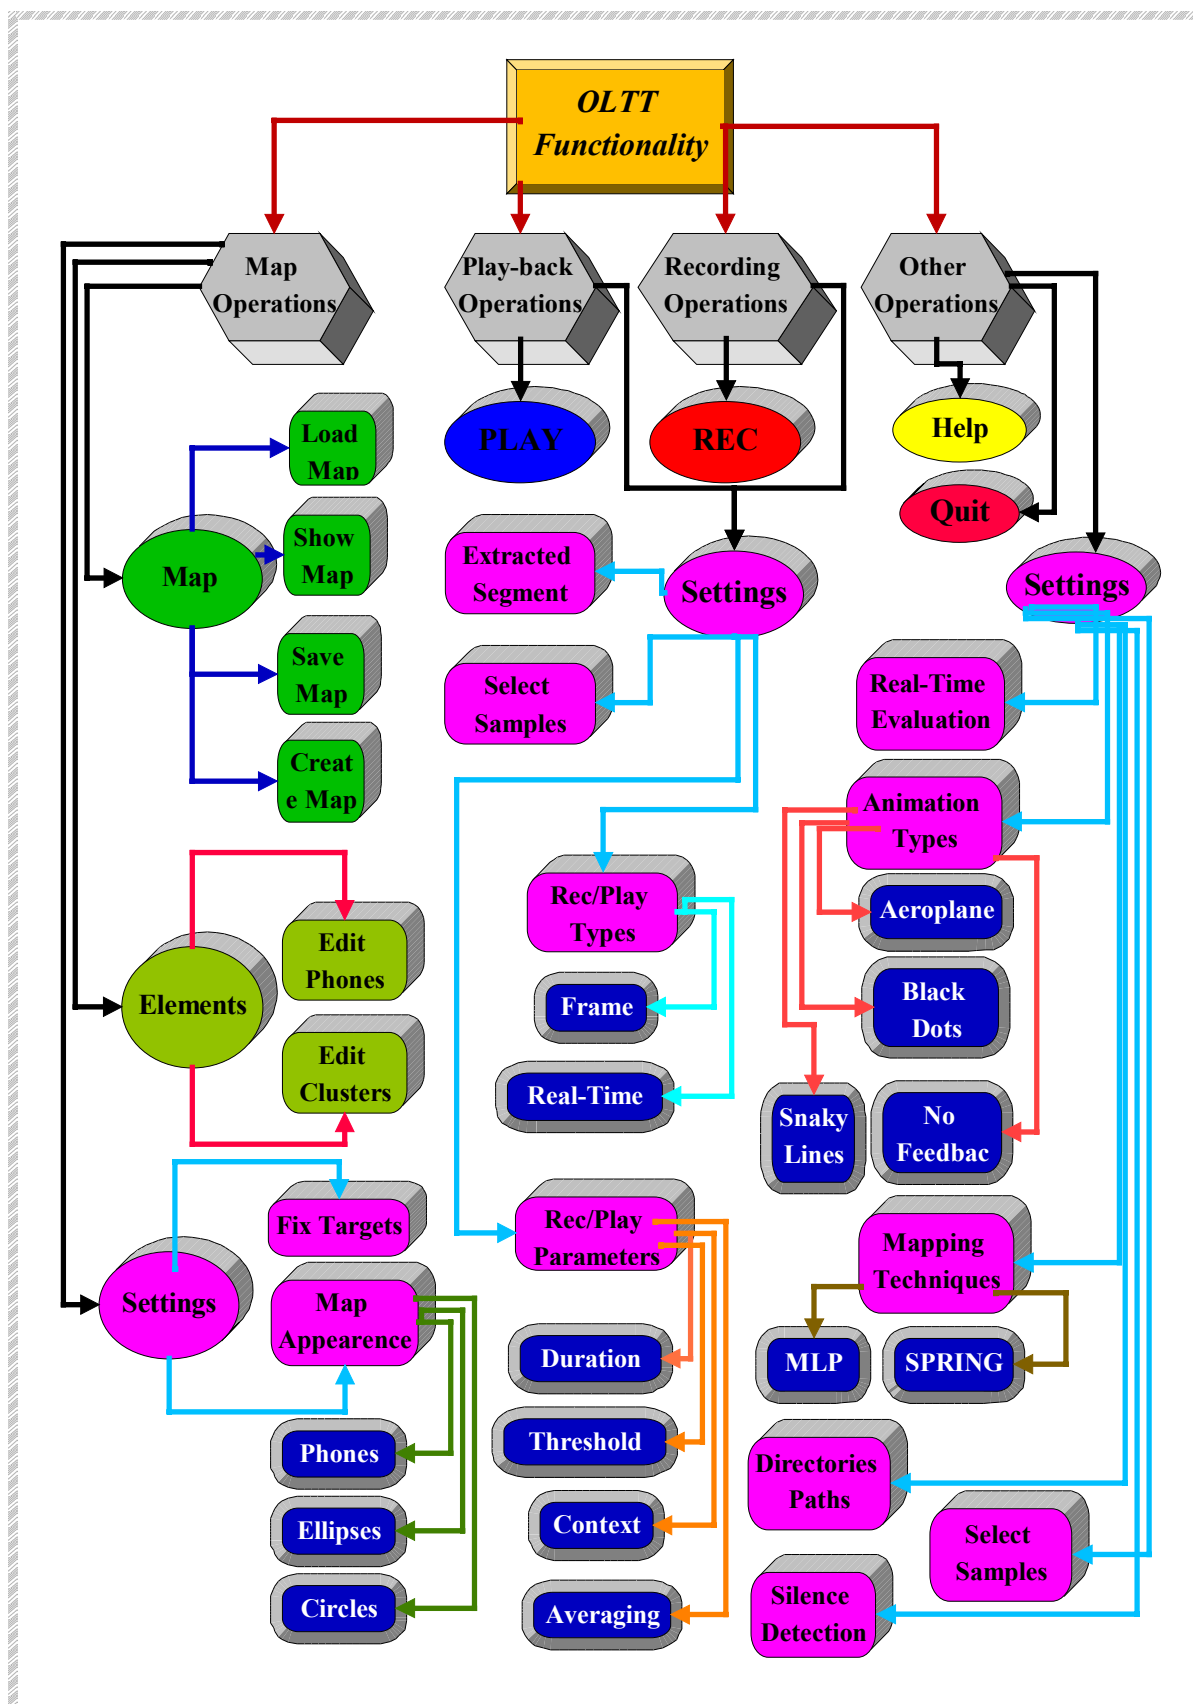 OLTT
Functionality
Map
Operations
Play-back
Operations
Recording
Operations
Other
Operations
PLAY
REC
Help
Quit
Load
Map
Show
Map
Map
Save
Map
Creat
e Map
Extracted
Segment
Settings
Settings
Select
Samples
Real-Time
Evaluation
Animation
Types
Rec/Play
Types
Aeroplane
Edit
Phones
Elements
Frame
Black
Dots
Edit
Clusters
Real-Time
Snaky
Lines
No
Feedbac
Fix Targets
Rec/Play
Parameters
Mapping
Techniques
Settings
Map
Appearence
Duration
MLP
SPRING
Phones
Threshold
Directories
Paths
Ellipses
Context
Select
Samples
Circles
Averaging
Silence
Detection